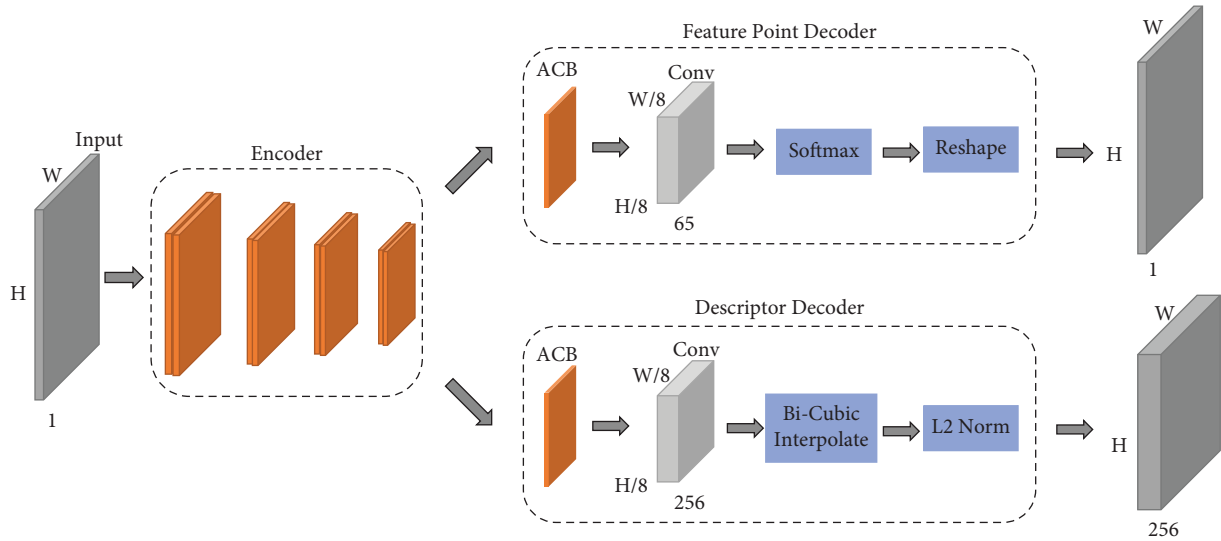 Input
W
H
1
Encoder
Feature Point Decoder
ACB
Conv
W/8
H/8
65
Softmax
Reshape
W
H
1
Descriptor Decoder
ACB
Conv
W/8
H/8
256
Bi-Cubic
Interpolate
L2 Norm
W
H
256